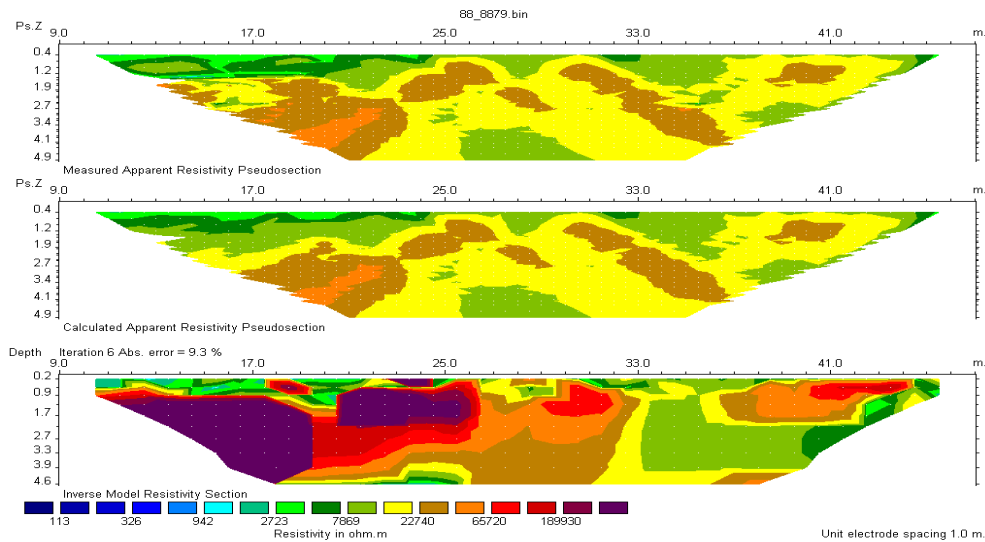 88_8879.bin
Ps.Z 9.0 17.0 25.0 33.0 41.0 m.
0.4
1.2
1.9
2.7
3.4
4.1
4.9
Measured Apparent Resistivity Pseudosection
Ps.Z 9.0 17.0 25.0 33.0 41.0 m.
0.4
1.2
1.9
2.7
3.4
4.1
4.9
Calculated Apparent Resistivity Pseudosection
Depth Iteration 6 Abs. error = 9.3 %
9.0 17.0 25.0 33.0 41.0 m.
0.2
0.9
1.7
2.7
3.3
3.9
4.6
Inverse Model Resistivity Section
113 326 942 2723 7869 22740 65720 189930
Resistivity in ohm.m
Unit electrode spacing 1.0 m.